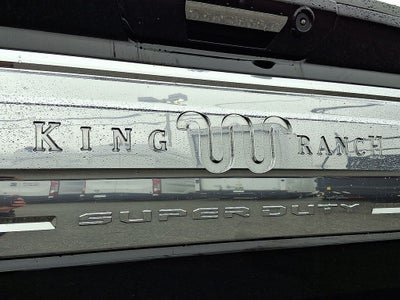 KING RANCH
SUPER DUTY